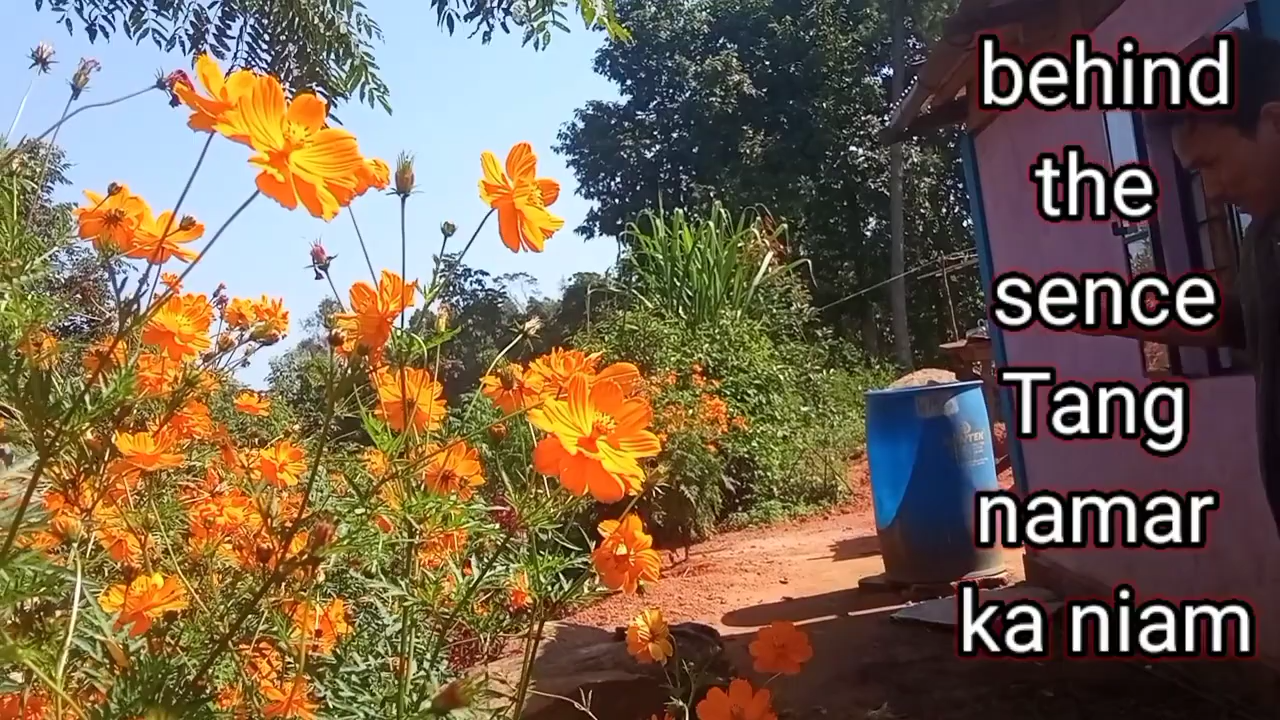 behind
the
sence
Tang
namar
ka niam